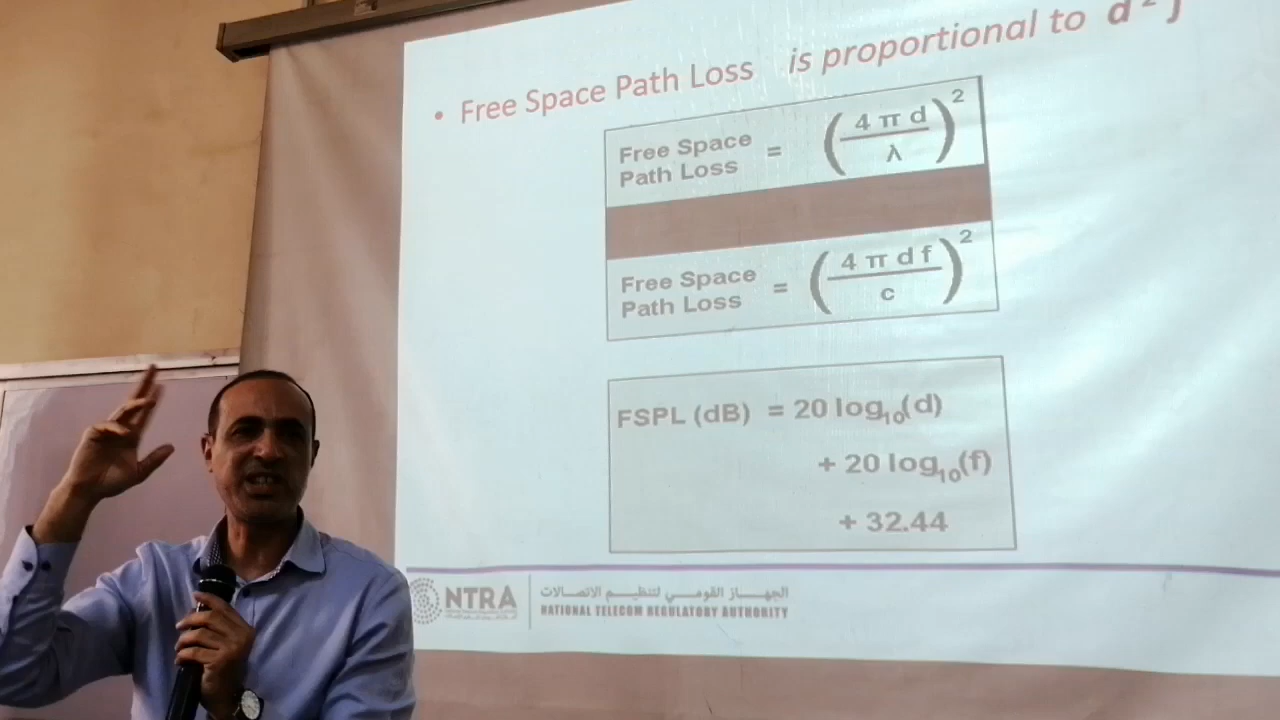 • Free Space Path Loss is proportional to d²f
Free Space
Path Loss = (4 π d / λ)²
Free Space
Path Loss = (4 π d f / c)²
FSPL (dB) = 20 log₁₀(d)
+ 20 log₁₀(f)
+ 32.44
NTRA
الجهاز القومي لتنظيم الاتصالات
NATIONAL TELECOM REGULATORY AUTHORITY